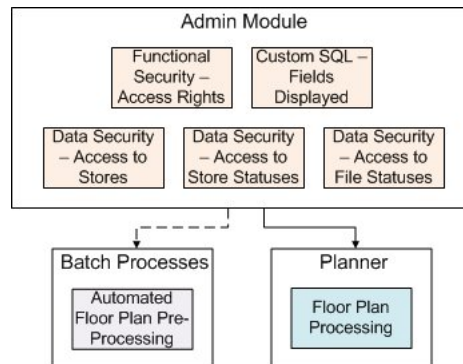 Admin Module
Functional
Security –
Access Rights
Custom SQL –
Fields
Displayed
Data Security
– Access to
Stores
Data Security
– Access to
Store Statuses
Data Security
– Access to
File Statuses
Batch Processes
Automated
Floor Plan Pre-
Processing
Planner
Floor Plan
Processing